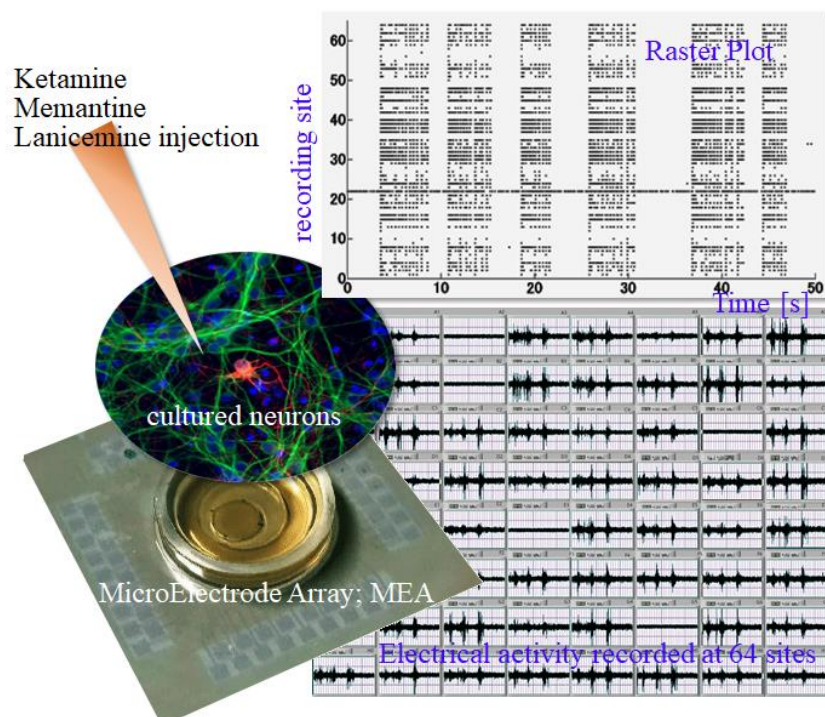 Ketamine
Memantine
Lanicemine injection
Raster Plot
recording site
60
50
40
30
20
10
0
0
10
20
30
40
50
Time [s]
cultured neurons
MicroElectrode Array; MEA
Electrical activity recorded at 64 sites